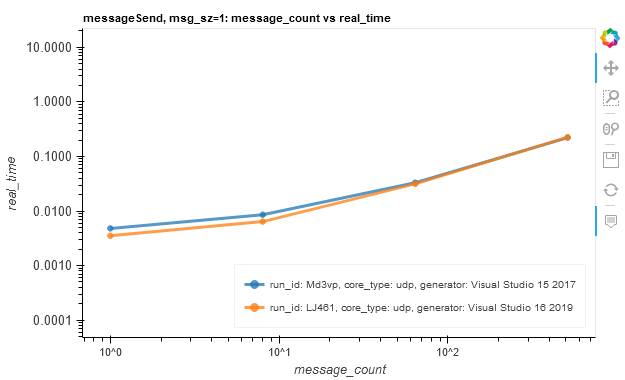 messageSend, msg_sz=1: message_count vs real_time
10.0000
1.0000
0.1000
0.0100
0.0010
0.0001
real_time
run_id: Md3vp, core_type: udp, generator: Visual Studio 15 2017
run_id: LJ461, core_type: udp, generator: Visual Studio 16 2019
10^0
10^1
10^2
message_count